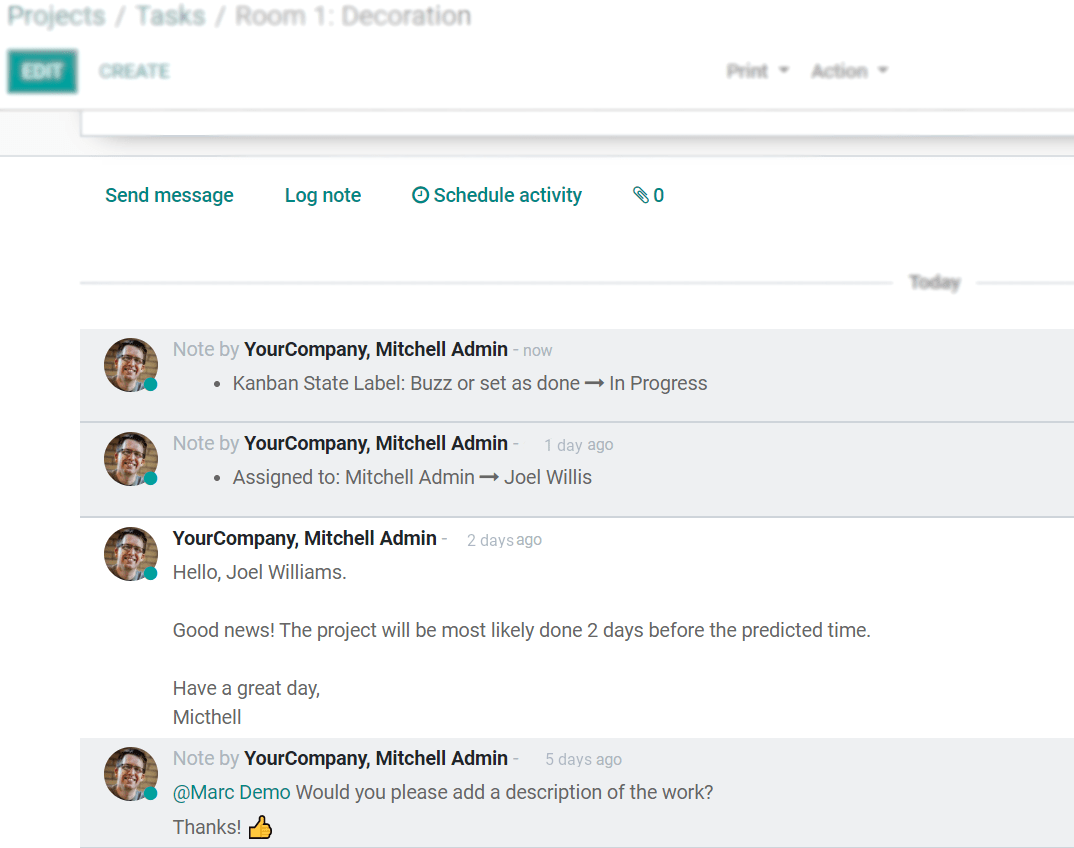 Projects / Tasks / Room 1: Decoration
EDIT CREATE Print Action
Send message Log note Schedule activity 0
Today
Note by YourCompany, Mitchell Admin - now
• Kanban State Label: Buzz or set as done → In Progress
Note by YourCompany, Mitchell Admin - 1 day ago
• Assigned to: Mitchell Admin → Joel Willis
YourCompany, Mitchell Admin - 2 days ago
Hello, Joel Williams.
Good news! The project will be most likely done 2 days before the predicted time.
Have a great day,
Micthell
Note by YourCompany, Mitchell Admin - 5 days ago
@Marc Demo Would you please add a description of the work?
Thanks! 👍